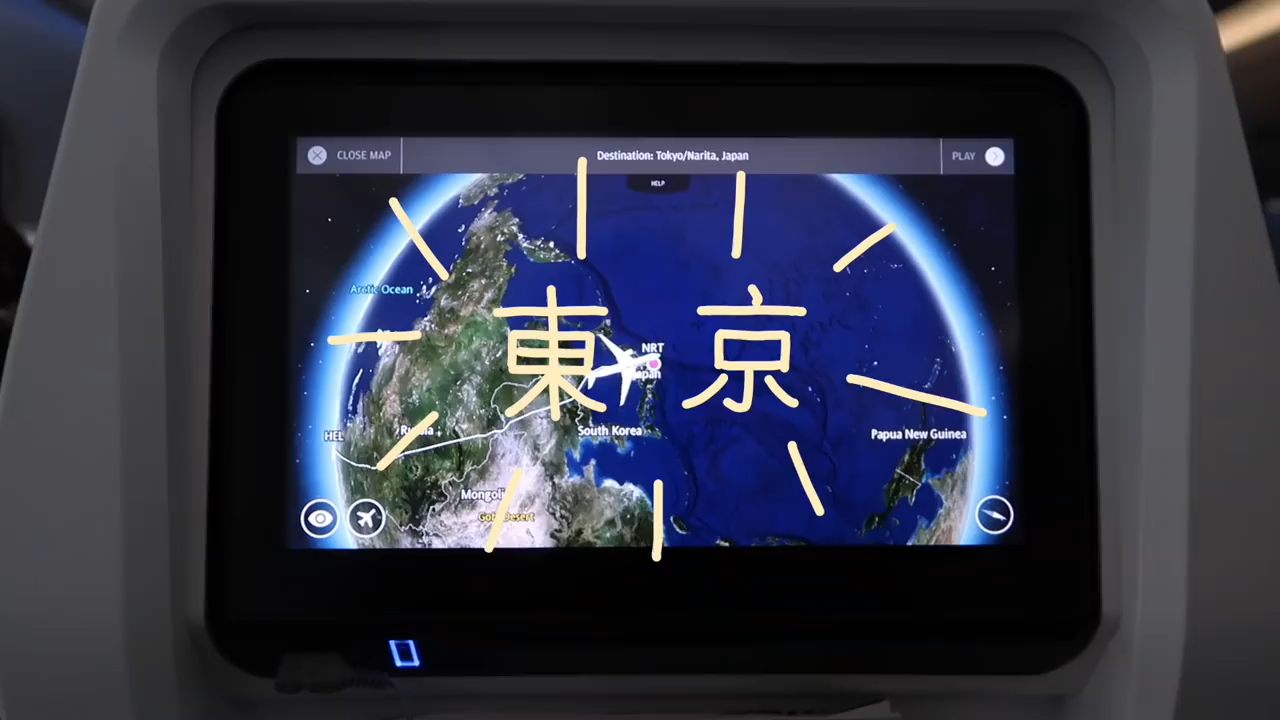 CLOSE MAP
Destination: Tokyo/Narita, Japan
PLAY
HELP
Arctic Ocean
東京
NRT
Japan
HEL
Russia
South Korea
Papua New Guinea
Mongolia
Gobi Desert